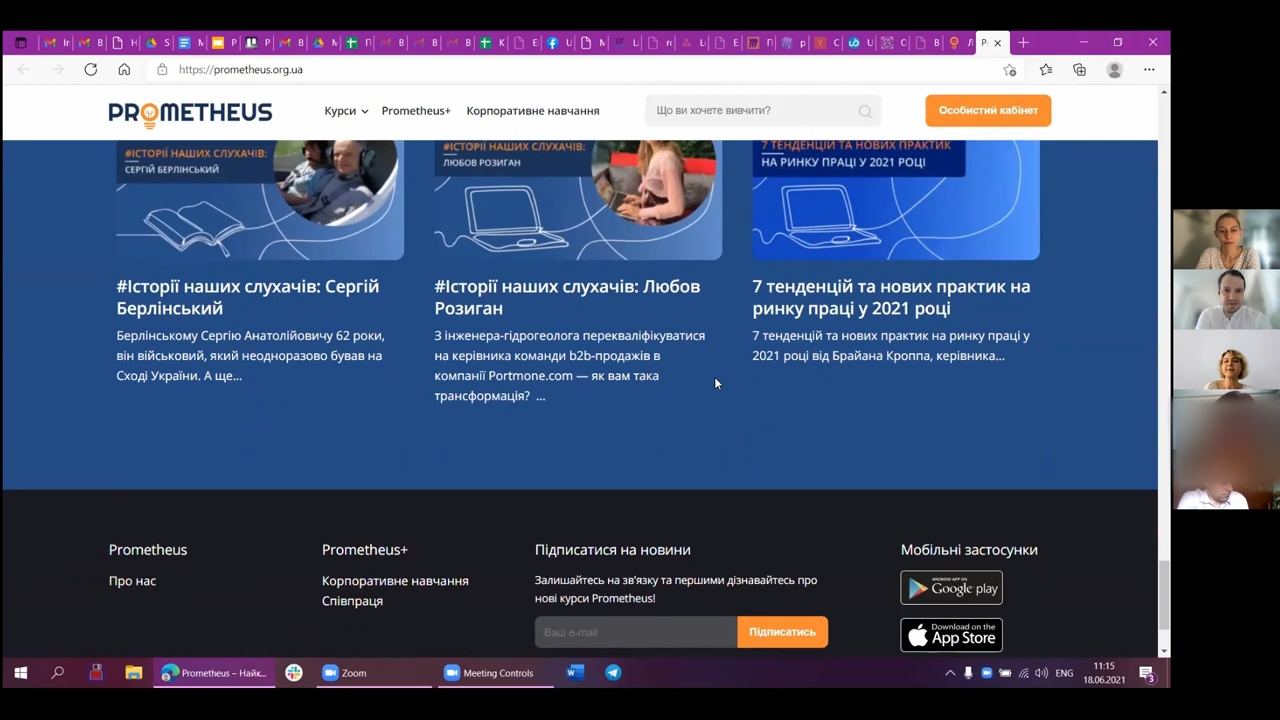 https://prometheus.org.ua
PROMETHEUS
Курси
Prometheus+
Корпоративне навчання
Що ви хочете вивчити?
Особистий кабінет
#ІСТОРІЇ НАШИХ СЛУХАЧІВ:
СЕРГІЙ БЕРЛІНСЬКИЙ
#ІСТОРІЇ НАШИХ СЛУХАЧІВ:
ЛЮБОВ РОЗИГАН
7 ТЕНДЕНЦІЙ ТА НОВИХ ПРАКТИК
НА РИНКУ ПРАЦІ У 2021 РОЦІ
#Історії наших слухачів: Сергій
Берлінський
Берлінському Сергію Анатолійовичу 62 роки,
він військовий, який неодноразово бував на
Сході України. А ще...
#Історії наших слухачів: Любов
Розиган
З інженера-гідрогеолога перекваліфікуватися
на керівника команди b2b-продажів в
компанії Portmone.com — як вам така
трансформація? ...
7 тенденцій та нових практик на
ринку праці у 2021 році
7 тенденцій та нових практик на ринку праці у
2021 році від Брайана Кроппа, керівника...
Prometheus
Про нас
Prometheus+
Корпоративне навчання
Співпраця
Підписатися на новини
Залишайтесь на зв'язку та першими дізнавайтесь про
нові курси Prometheus!
Ваш e-mail
Підписатись
Мобільні застосунки
ANDROID APP ON
Google play
Download on the
App Store
Prometheus – Найк...
Zoom
Meeting Controls
ENG
11:15
18.06.2021
3